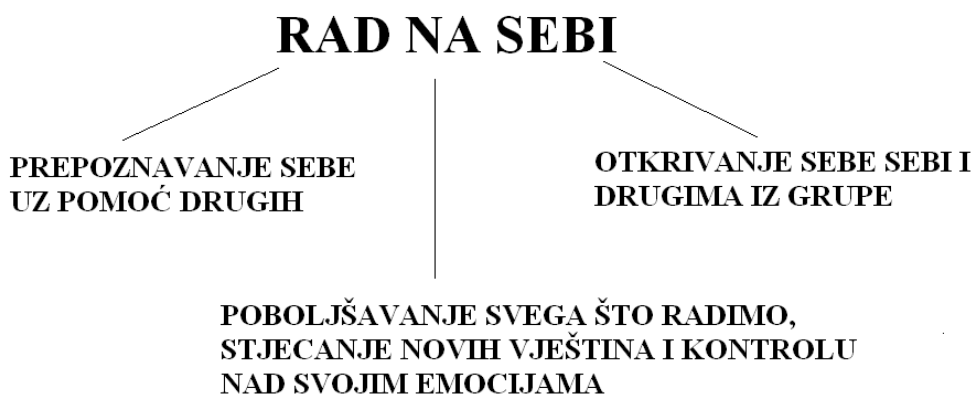 RAD NA SEBI
PREPOZNAVANJE SEBE
UZ POMOĆ DRUGIH
OTKRIVANJE SEBE SEBI I
DRUGIMA IZ GRUPE
POBOLJŠAVANJE SVEGA ŠTO RADIMO,
STJECANJE NOVIH VJEŠTINA I KONTROLU
NAD SVOJIM EMOCIJAMA